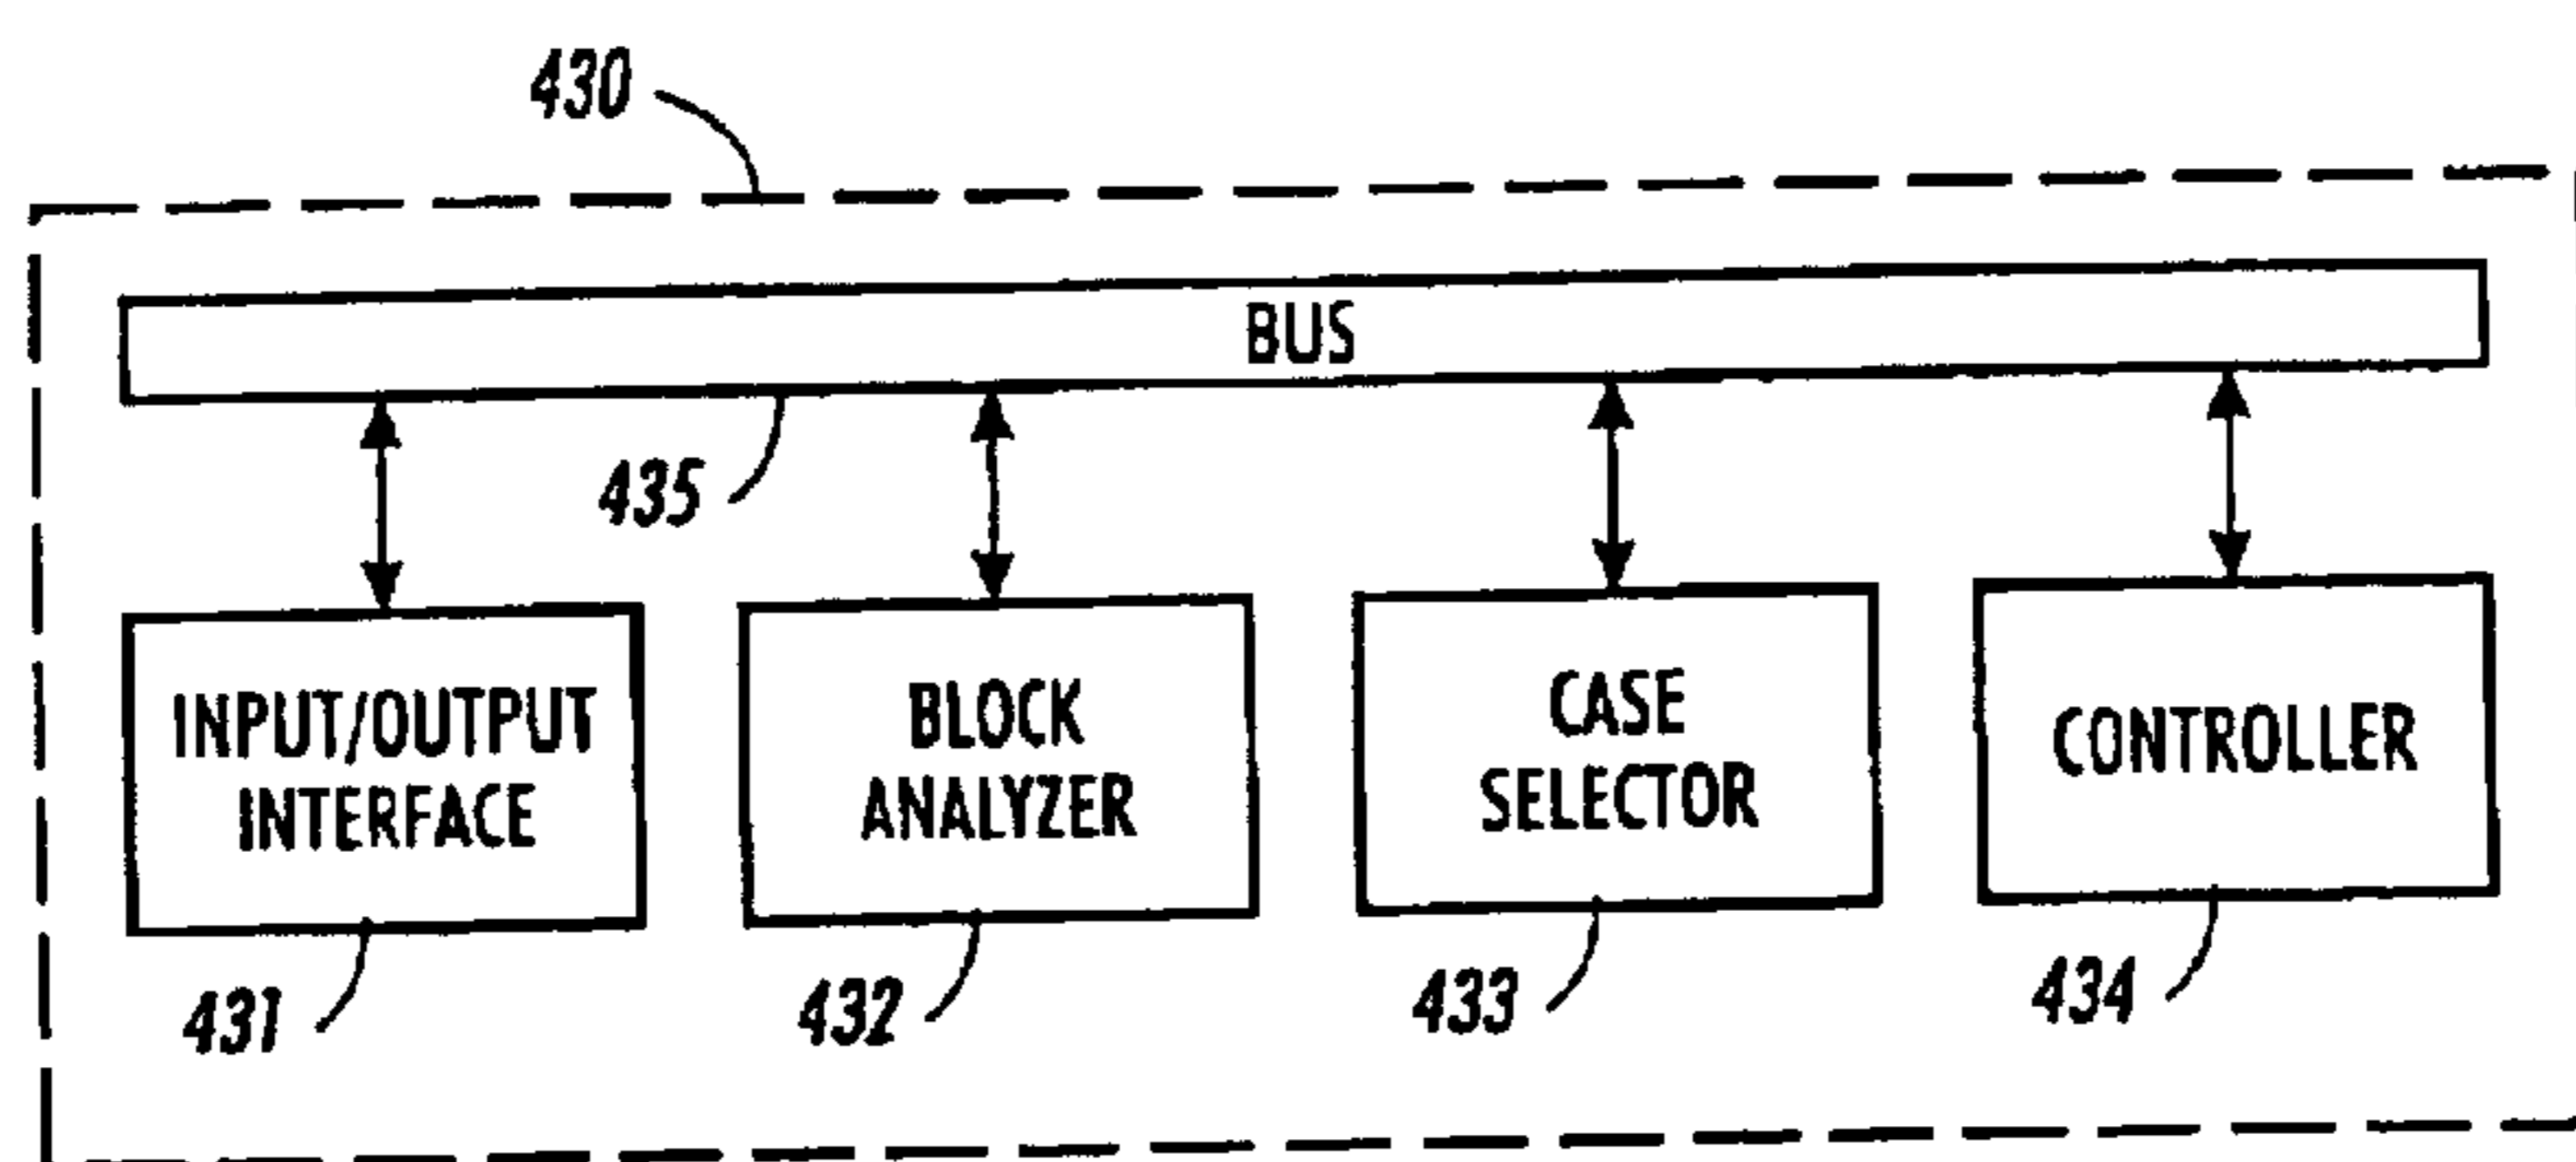 430
BUS
435
INPUT/OUTPUT
INTERFACE
BLOCK
ANALYZER
CASE
SELECTOR
CONTROLLER
431
432
433
434